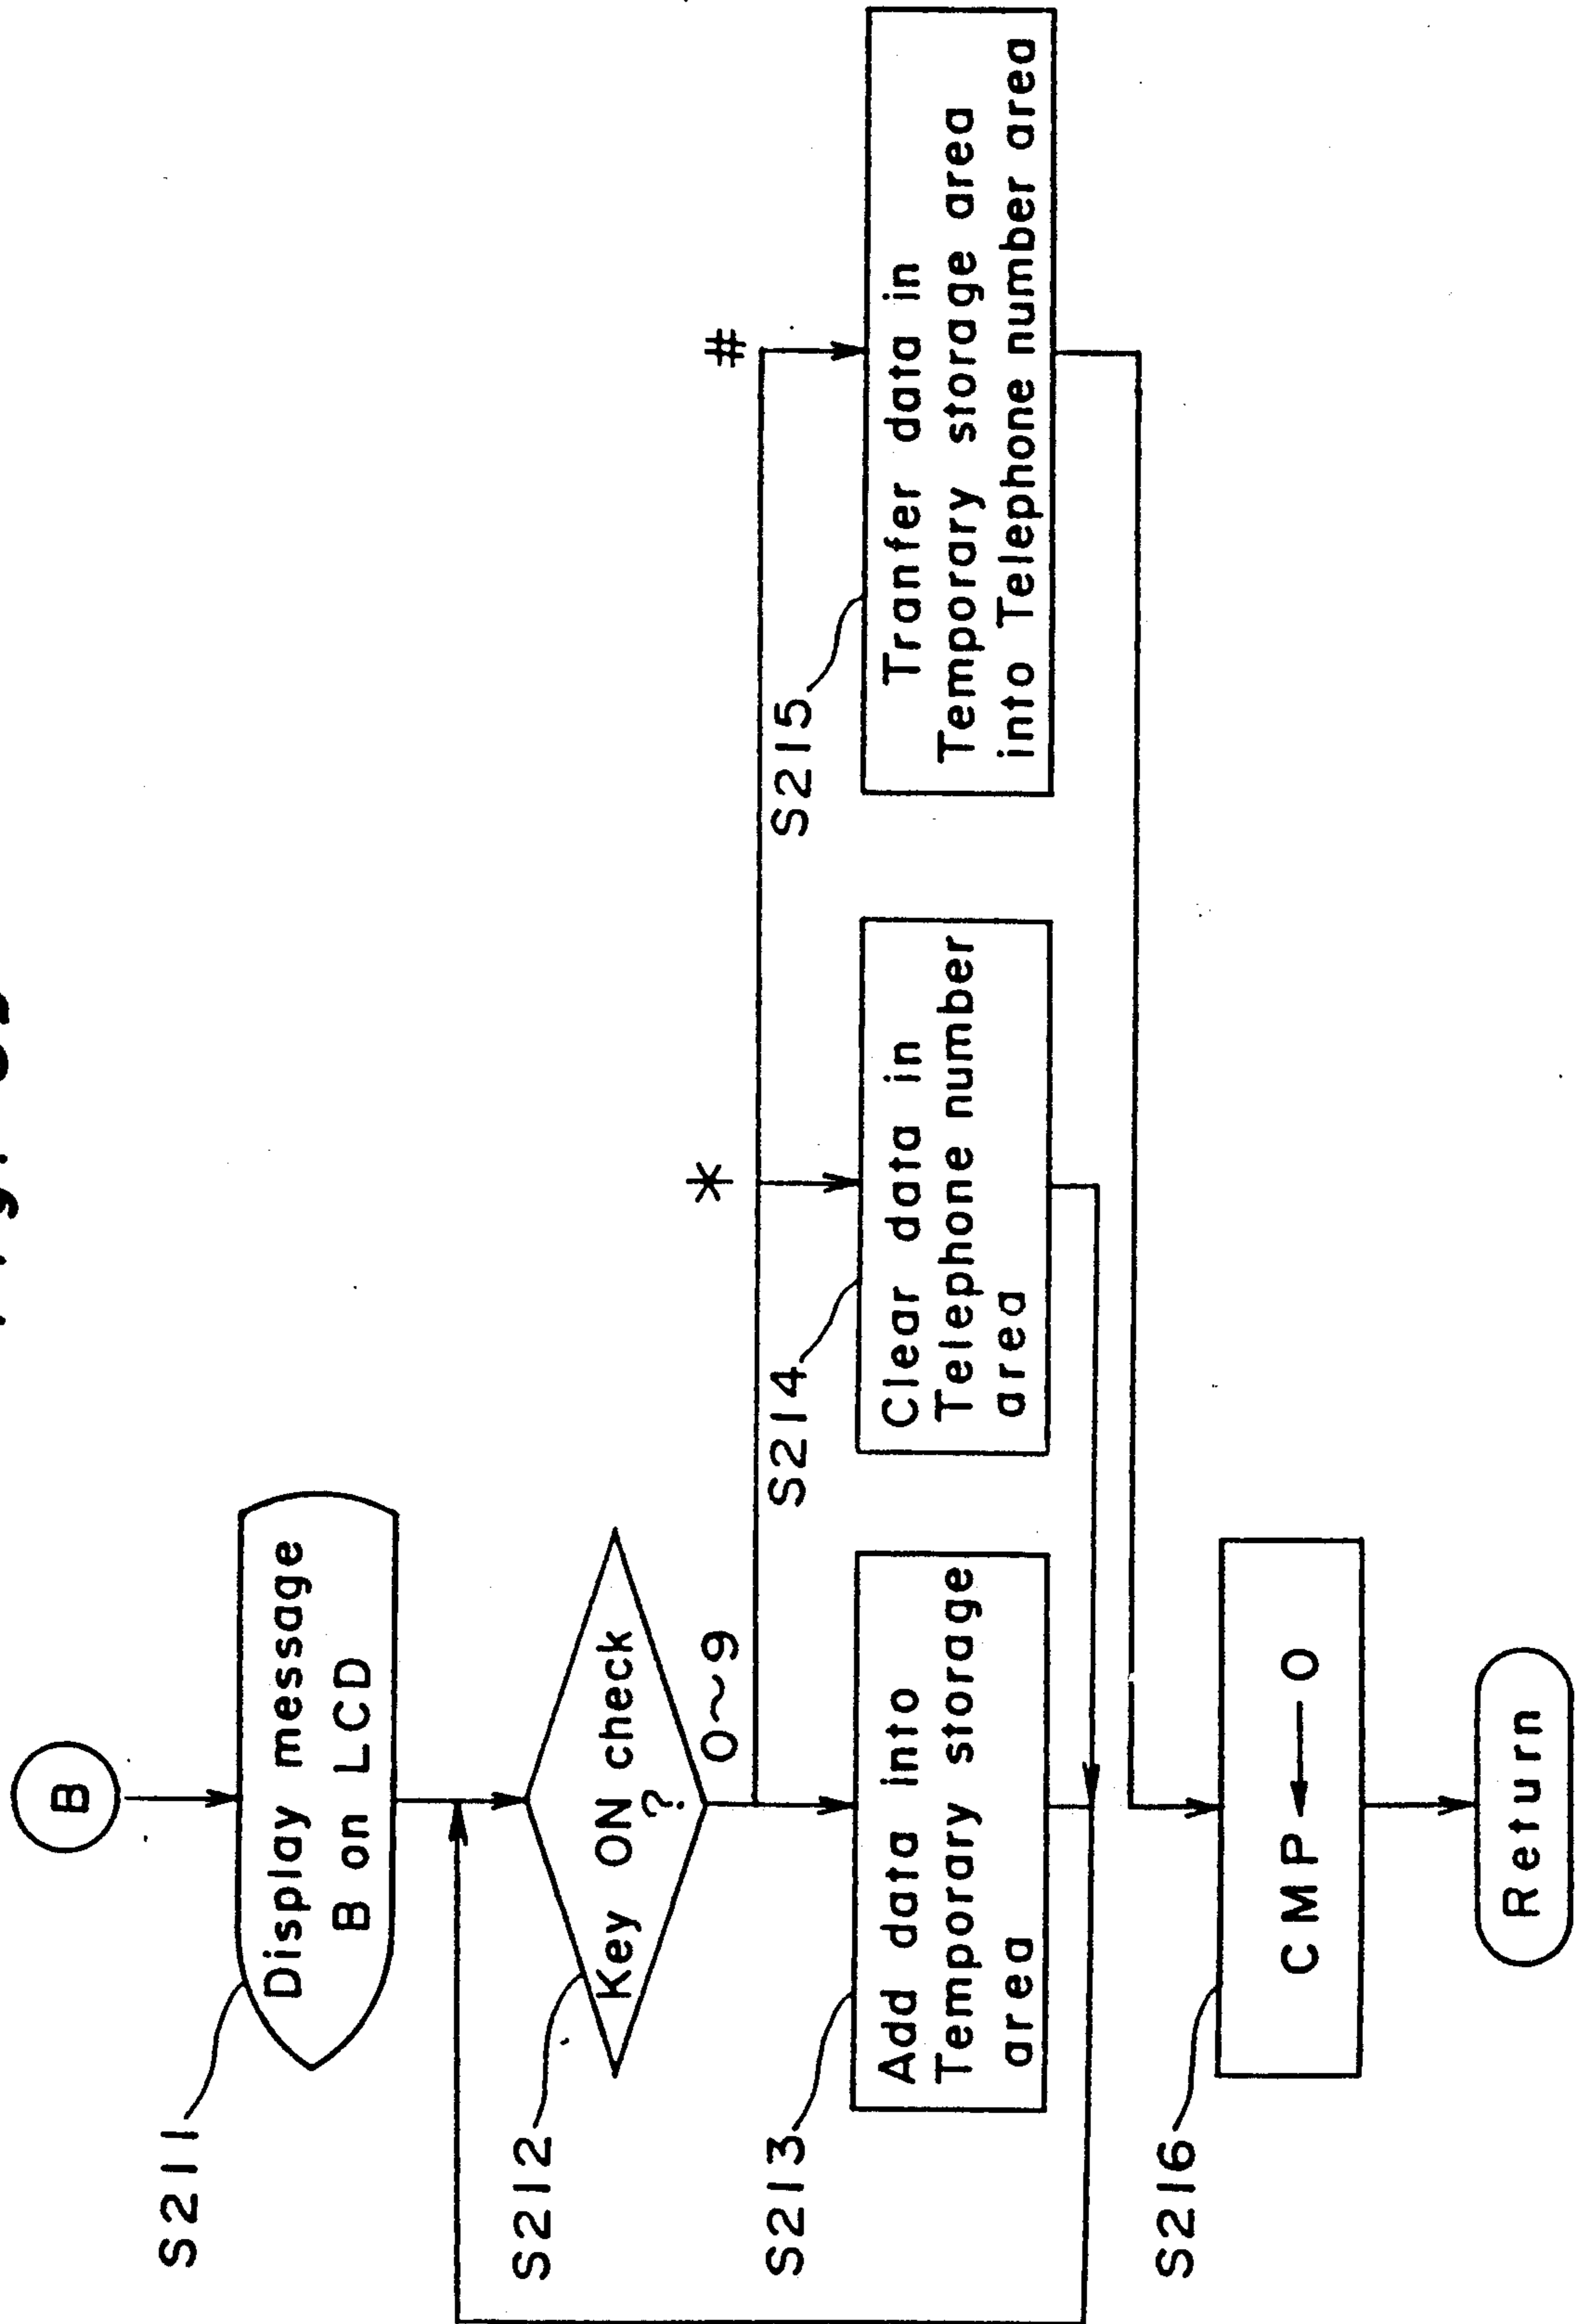 B
S211
Display message
B on LCD
S212
Key ON check
?
0~9
*
#
S213
Add data into
Temporary storage
area
S214
Clear data in
Telephone number
area
S215
Tranfer data in
Temporary storage area
into Telephone number area
S216
CMP ← 0
Return